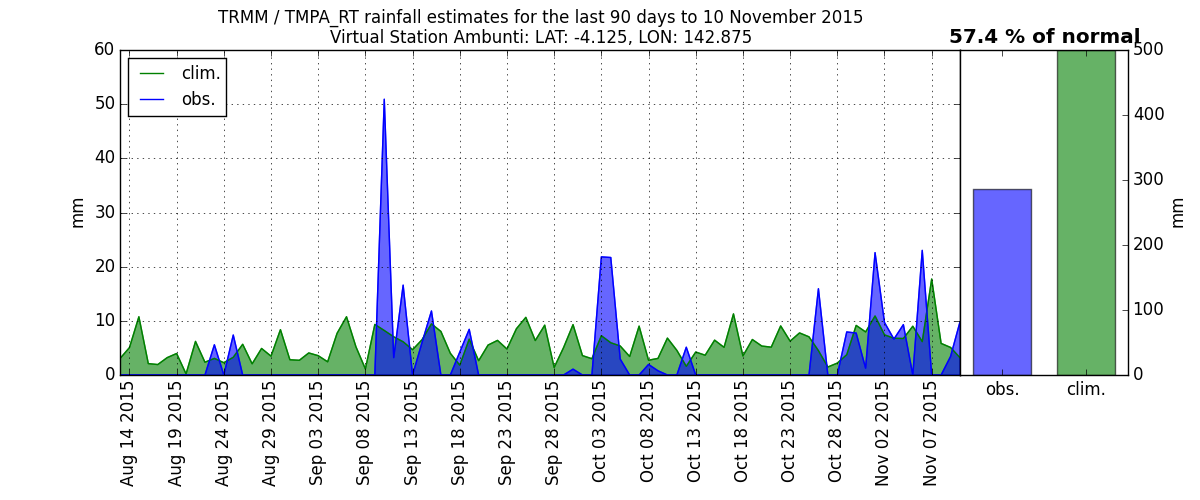 TRMM / TMPA_RT rainfall estimates for the last 90 days to 10 November 2015
Virtual Station Ambunti: LAT: -4.125, LON: 142.875
57.4 % of normal
clim.
obs.
60
50
40
30
20
10
0
mm
Aug 14 2015
Aug 19 2015
Aug 24 2015
Aug 29 2015
Sep 03 2015
Sep 08 2015
Sep 13 2015
Sep 18 2015
Sep 23 2015
Sep 28 2015
Oct 03 2015
Oct 08 2015
Oct 13 2015
Oct 18 2015
Oct 23 2015
Oct 28 2015
Nov 02 2015
Nov 07 2015
500
400
300
200
100
0
mm
obs.
clim.